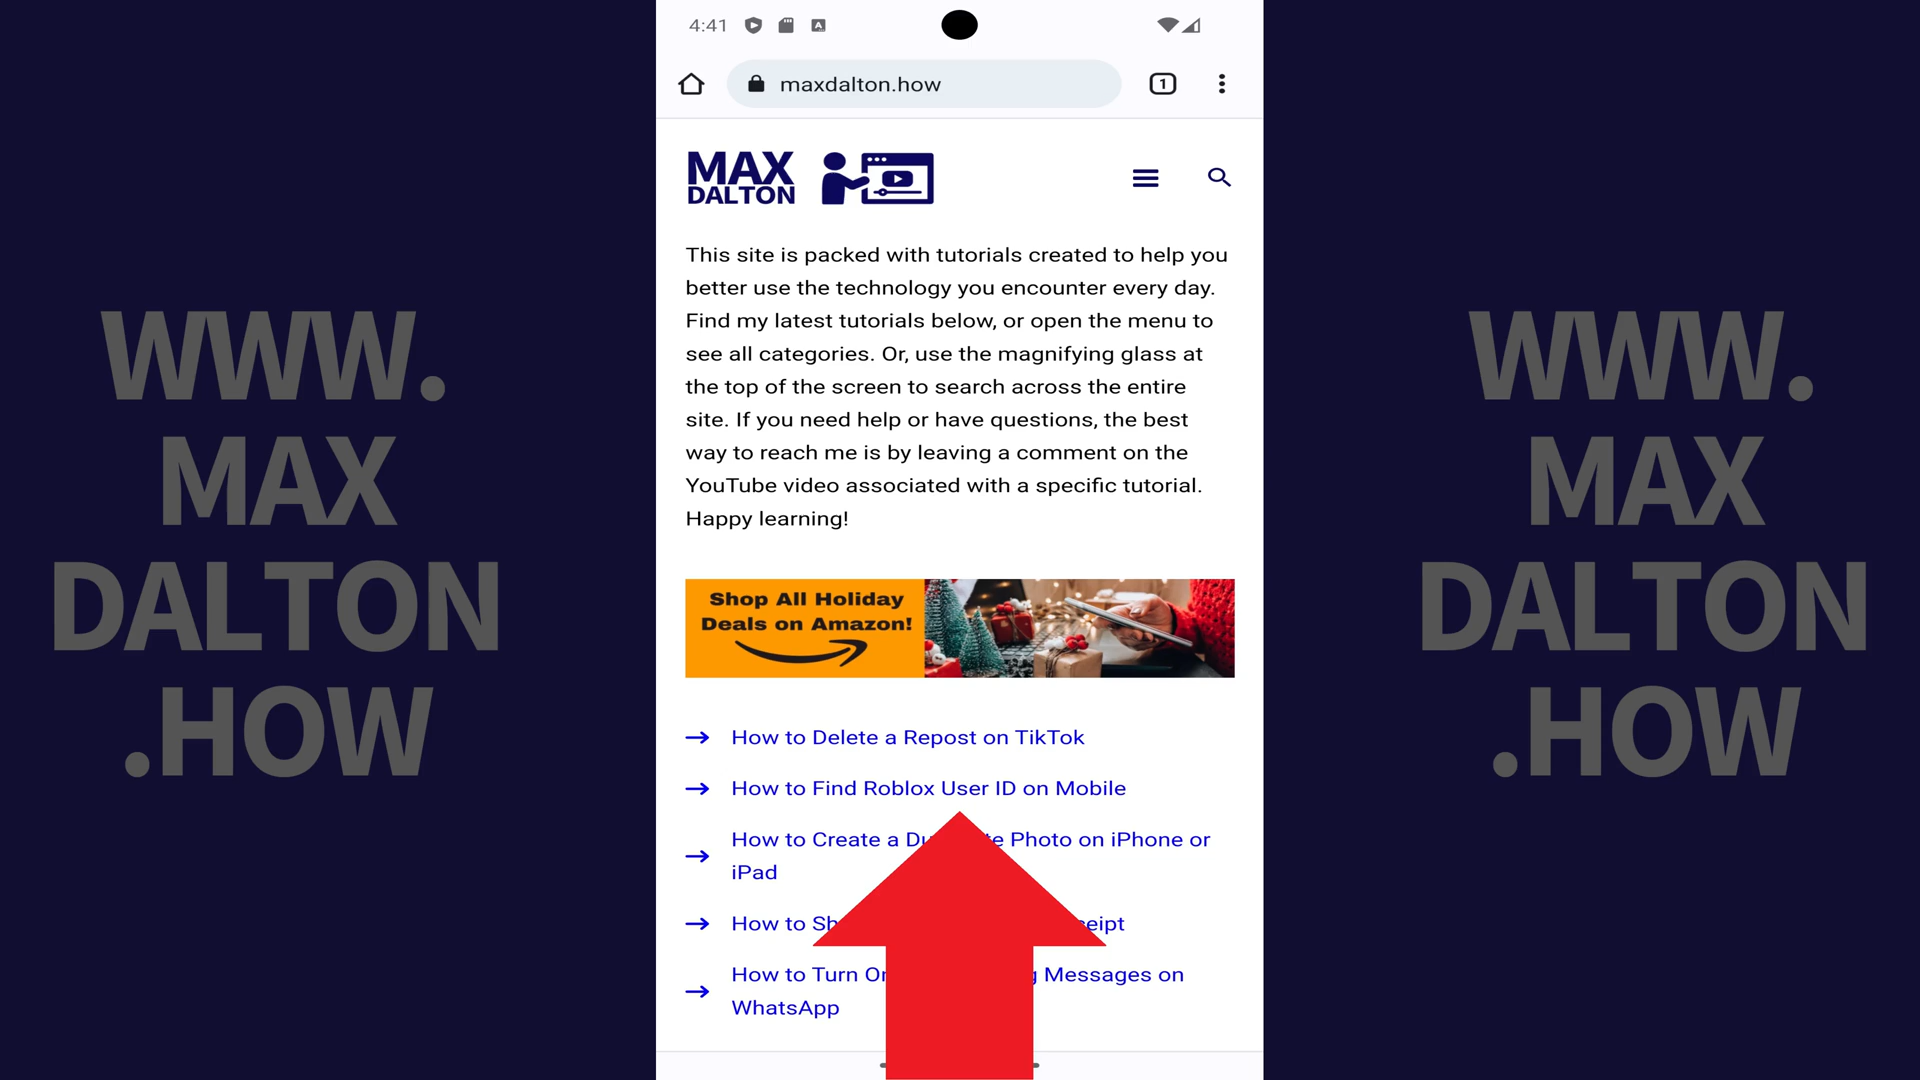 4:41
A
maxdalton.how
1
MAX
DALTON
This site is packed with tutorials created to help you
better use the technology you encounter every day.
Find my latest tutorials below, or open the menu to
see all categories. Or, use the magnifying glass at
the top of the screen to search across the entire
site. If you need help or have questions, the best
way to reach me is by leaving a comment on the
YouTube video associated with a specific tutorial.
Happy learning!
Shop All Holiday
Deals on Amazon!
How to Delete a Repost on TikTok
How to Find Roblox User ID on Mobile
How to Create a Photo on iPhone or
iPad
How to
How to Turn Messages on
WhatsApp
WWW.
MAX
DALTON
.HOW
WWW.
MAX
DALTON
.HOW